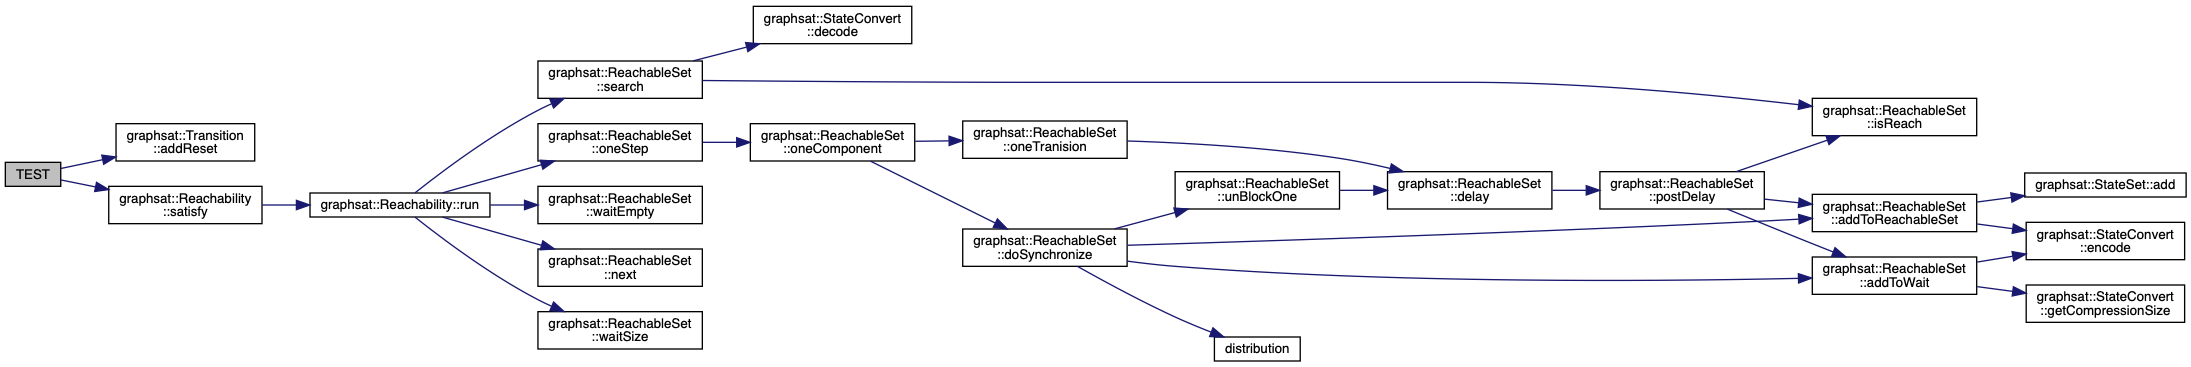 TEST
graphsat::Transition
::addReset
graphsat::Reachability
::satisfy
graphsat::Reachability::run
graphsat::ReachableSet
::search
graphsat::ReachableSet
::oneStep
graphsat::ReachableSet
::waitEmpty
graphsat::ReachableSet
::next
graphsat::ReachableSet
::waitSize
graphsat::StateConvert
::decode
graphsat::ReachableSet
::oneComponent
graphsat::ReachableSet
::oneTranision
graphsat::ReachableSet
::doSynchronize
graphsat::ReachableSet
::unBlockOne
distribution
graphsat::ReachableSet
::delay
graphsat::ReachableSet
::postDelay
graphsat::ReachableSet
::isReach
graphsat::ReachableSet
::addToReachableSet
graphsat::ReachableSet
::addToWait
graphsat::StateSet::add
graphsat::StateConvert
::encode
graphsat::StateConvert
::getCompressionSize